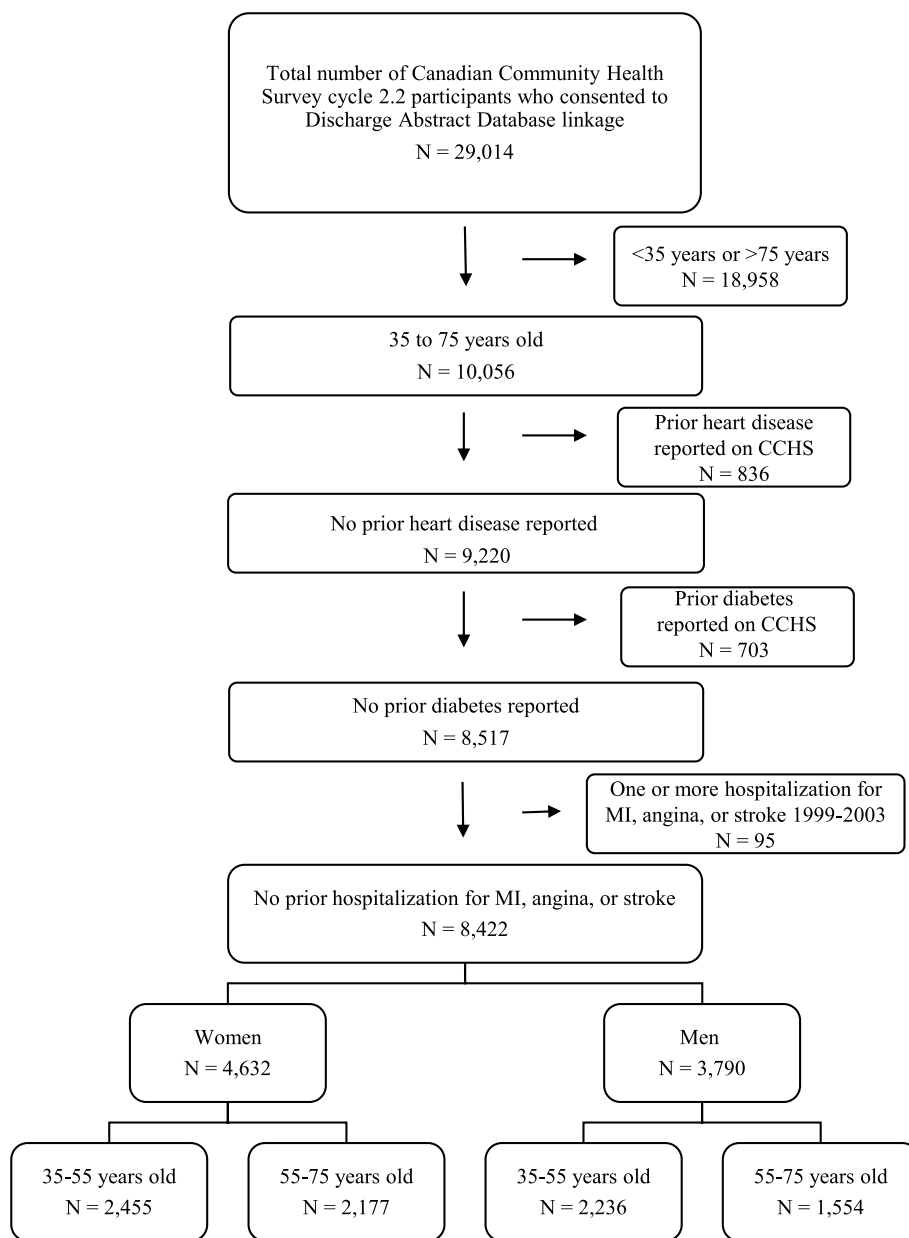 Total number of Canadian Community Health
Survey cycle 2.2 participants who consented to
Discharge Abstract Database linkage
N = 29,014
<35 years or >75 years
N = 18,958
35 to 75 years old
N = 10,056
Prior heart disease
reported on CCHS
N = 836
No prior heart disease reported
N = 9,220
Prior diabetes
reported on CCHS
N = 703
No prior diabetes reported
N = 8,517
One or more hospitalization for
MI, angina, or stroke 1999-2003
N = 95
No prior hospitalization for MI, angina, or stroke
N = 8,422
Women
N = 4,632
Men
N = 3,790
35-55 years old
N = 2,455
55-75 years old
N = 2,177
35-55 years old
N = 2,236
55-75 years old
N = 1,554